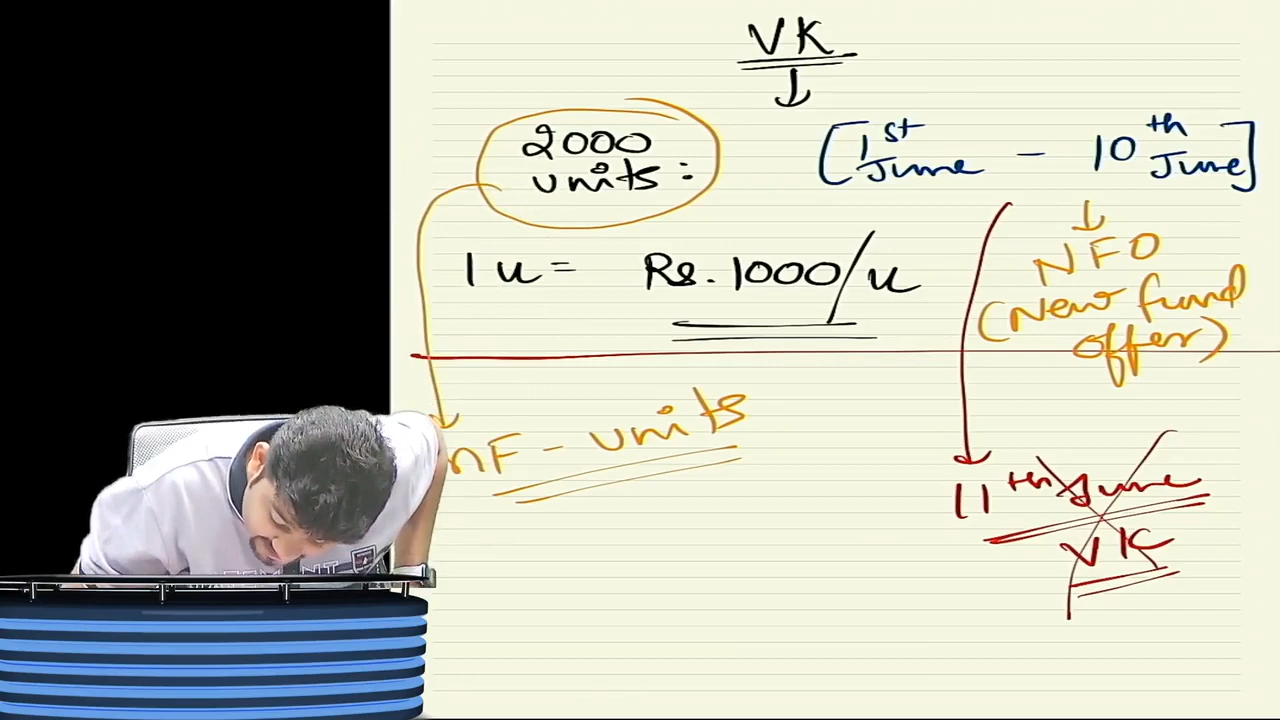 VK
2000
units:
[1st June - 10th June]
1 u = Rs. 1000/u
NFO
(New fund
offer)
mF - units
11th June
VK